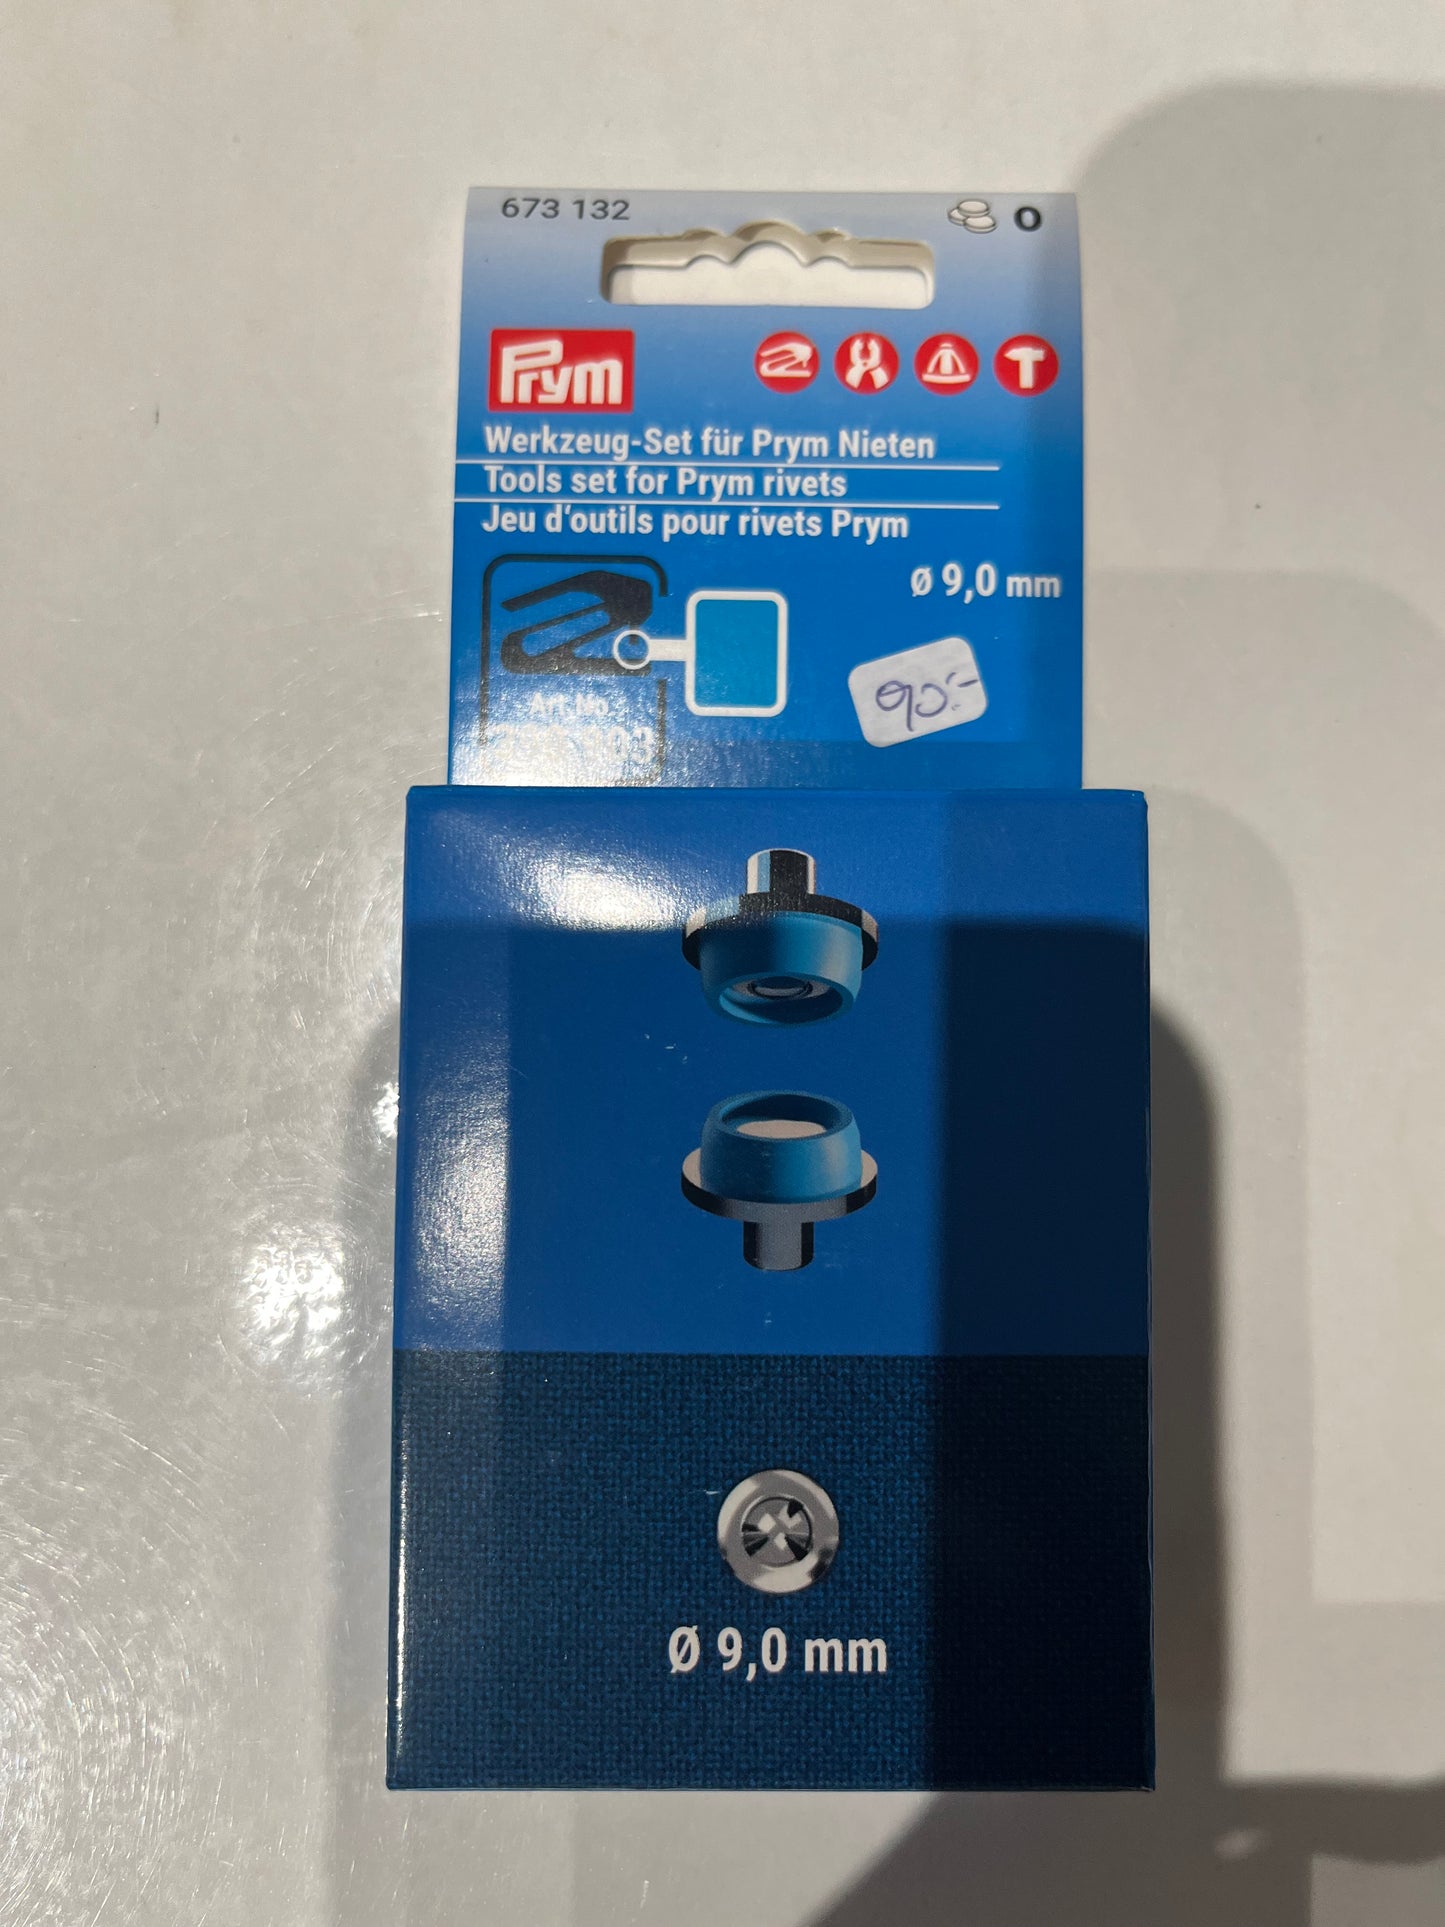 673 132
O
Prym
Werkzeug-Set für Prym Nieten
Tools set for Prym rivets
Jeu d'outils pour rivets Prym
ø 9,0 mm
90:-
Art.No.
Ø 9,0 mm